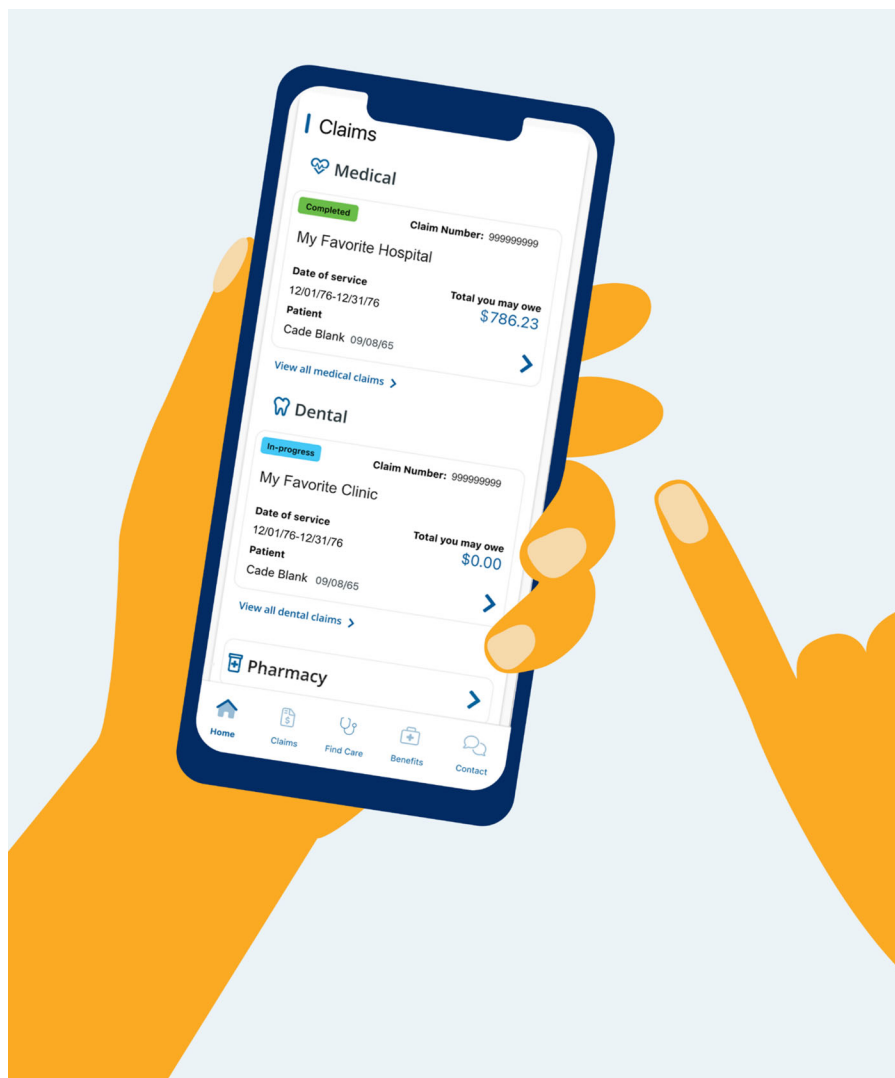 Claims
Medical
Completed
Claim Number: 999999999
My Favorite Hospital
Date of service
Total you may owe
12/01/76-12/31/76
$786.23
Patient
Cade Blank 09/08/65
View all medical claims
Dental
In-progress
Claim Number: 999999999
My Favorite Clinic
Date of service
Total you may owe
12/01/76-12/31/76
$0.00
Patient
Cade Blank 09/08/65
View all dental claims
Pharmacy
Home Claims Find Care Benefits Contact